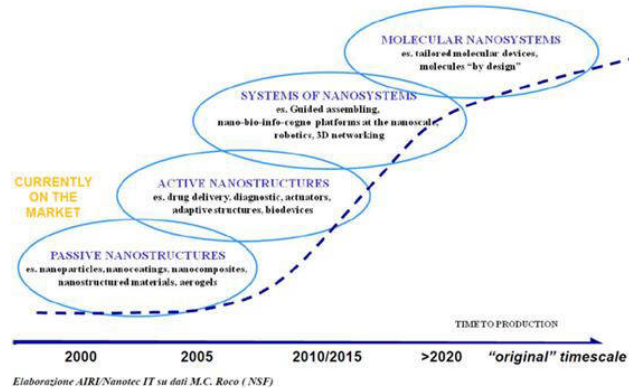 MOLECULAR NANOSYSTEMS
es. tailored molecular devices,
molecules "by design"
SYSTEMS OF NANOSYSTEMS
es. Guided assembling,
nano-bio-info-cogno platforms at the nanoscale,
robotics, 3D networking
CURRENTLY
ON THE
MARKET
ACTIVE NANOSTRUCTURES
es. drug delivery, diagnostic, actuators,
adaptive structures, biodevices
PASSIVE NANOSTRUCTURES
es. nanoparticles, nanocoatings, nanocomposites,
nanostructured materials, aerogels
TIME TO PRODUCTION
2000 2005 2010/2015 >2020 "original" timescale
Elaborazione AIRI/Nanotec IT su dati M.C. Roco ( NSF)